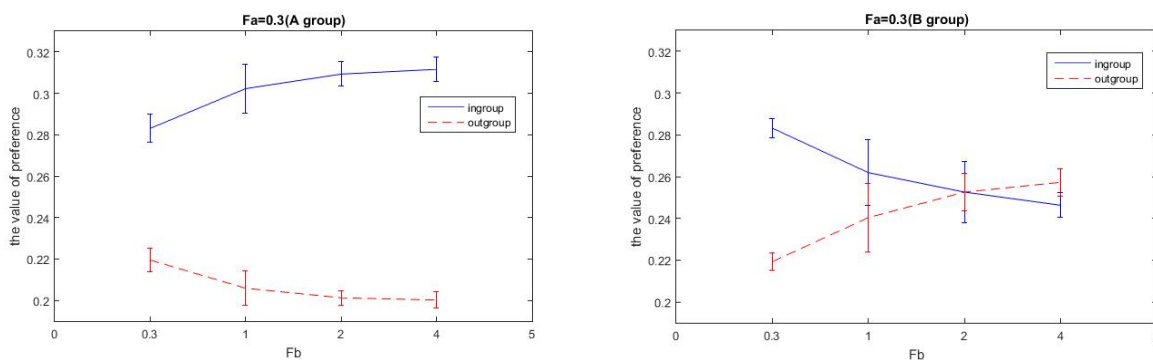 Fa=0.3(A group)
the value of preference
0.32
0.3
0.28
0.26
0.24
0.22
0.2
ingroup
outgroup
0 0.3 1 2 4 5
Fb
Fa=0.3(B group)
the value of preference
0.32
0.3
0.28
0.26
0.24
0.22
0.2
ingroup
outgroup
0 0.3 1 2 4
Fb